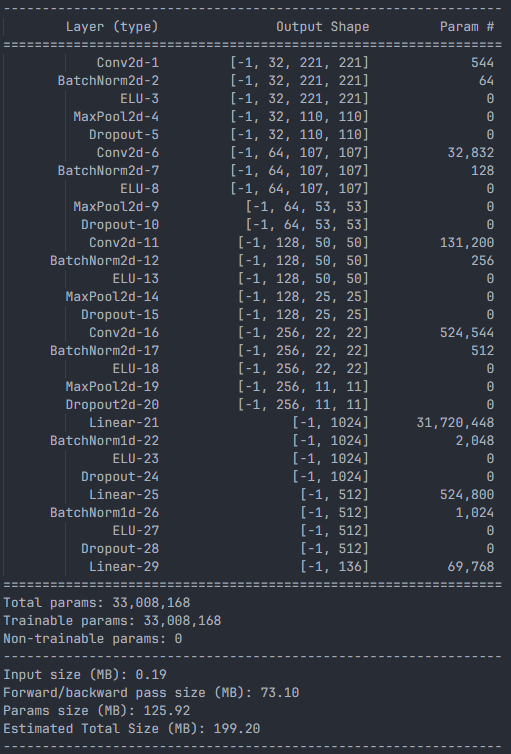 ----------------------------------------------------------------
        Layer (type)               Output Shape         Param #
================================================================
            Conv2d-1         [-1, 32, 221, 221]             544
       BatchNorm2d-2         [-1, 32, 221, 221]              64
               ELU-3         [-1, 32, 221, 221]               0
         MaxPool2d-4         [-1, 32, 110, 110]               0
           Dropout-5         [-1, 32, 110, 110]               0
            Conv2d-6         [-1, 64, 107, 107]          32,832
       BatchNorm2d-7         [-1, 64, 107, 107]             128
               ELU-8         [-1, 64, 107, 107]               0
         MaxPool2d-9           [-1, 64, 53, 53]               0
          Dropout-10           [-1, 64, 53, 53]               0
           Conv2d-11          [-1, 128, 50, 50]         131,200
      BatchNorm2d-12          [-1, 128, 50, 50]             256
              ELU-13          [-1, 128, 50, 50]               0
        MaxPool2d-14          [-1, 128, 25, 25]               0
          Dropout-15          [-1, 128, 25, 25]               0
           Conv2d-16          [-1, 256, 22, 22]         524,544
      BatchNorm2d-17          [-1, 256, 22, 22]             512
              ELU-18          [-1, 256, 22, 22]               0
        MaxPool2d-19          [-1, 256, 11, 11]               0
        Dropout2d-20          [-1, 256, 11, 11]               0
           Linear-21                 [-1, 1024]      31,720,448
      BatchNorm1d-22                 [-1, 1024]           2,048
              ELU-23                 [-1, 1024]               0
          Dropout-24                 [-1, 1024]               0
           Linear-25                  [-1, 512]         524,800
      BatchNorm1d-26                  [-1, 512]           1,024
              ELU-27                  [-1, 512]               0
          Dropout-28                  [-1, 512]               0
           Linear-29                  [-1, 136]          69,768
================================================================
Total params: 33,008,168
Trainable params: 33,008,168
Non-trainable params: 0
----------------------------------------------------------------
Input size (MB): 0.19
Forward/backward pass size (MB): 73.10
Params size (MB): 125.92
Estimated Total Size (MB): 199.20
----------------------------------------------------------------